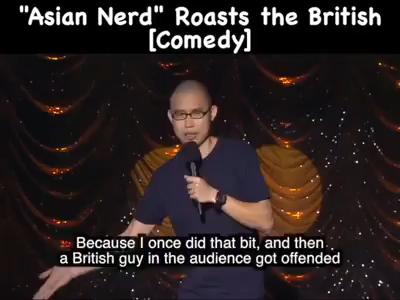 "Asian Nerd" Roasts the British
[Comedy]
Because I once did that bit, and then
a British guy in the audience got offended